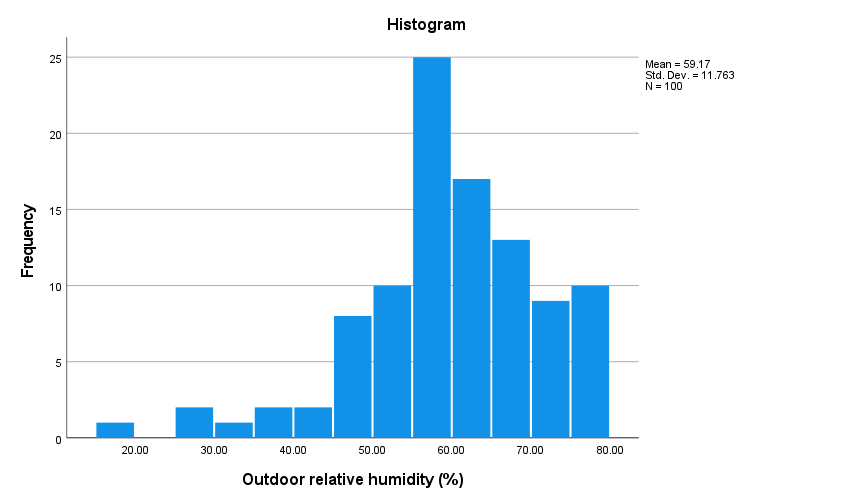 Histogram
25
20
15
10
5
0
Frequency
20.00 30.00 40.00 50.00 60.00 70.00 80.00
Outdoor relative humidity (%)
Mean = 59.17
Std. Dev. = 11.763
N = 100